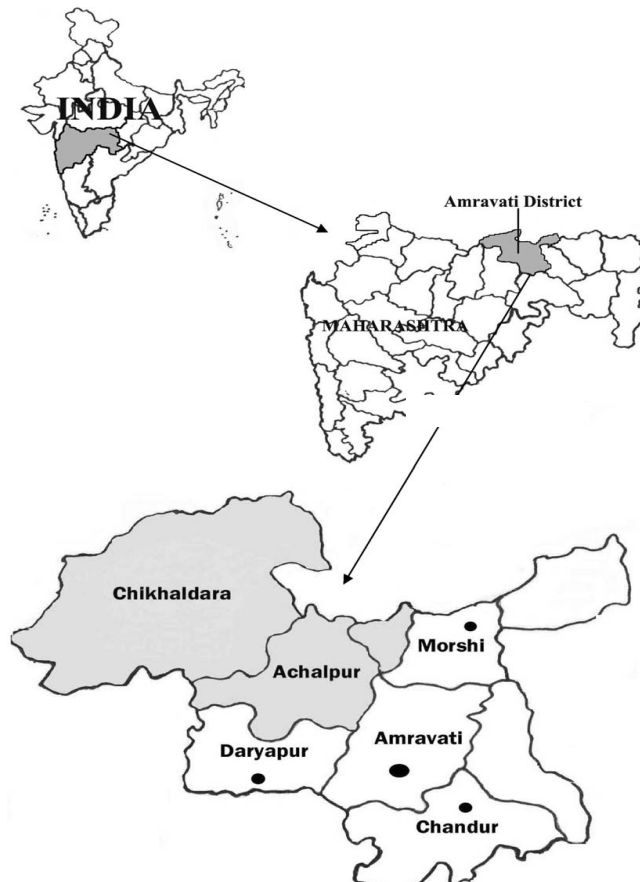 INDIA
Amravati District
MAHARASHTRA
Chikhaldara
Morshi
Achalpur
Daryapur
Amravati
Chandur